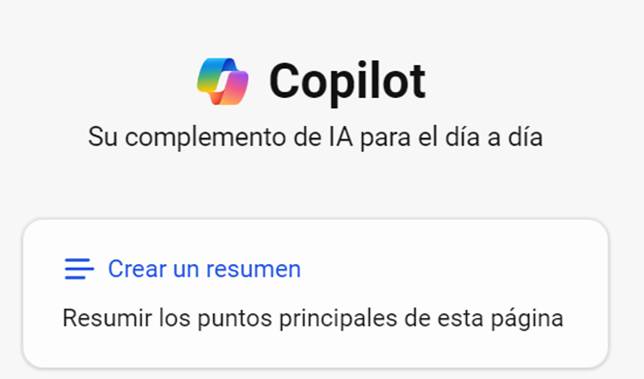 Copilot
Su complemento de IA para el día a día
Crear un resumen
Resumir los puntos principales de esta página